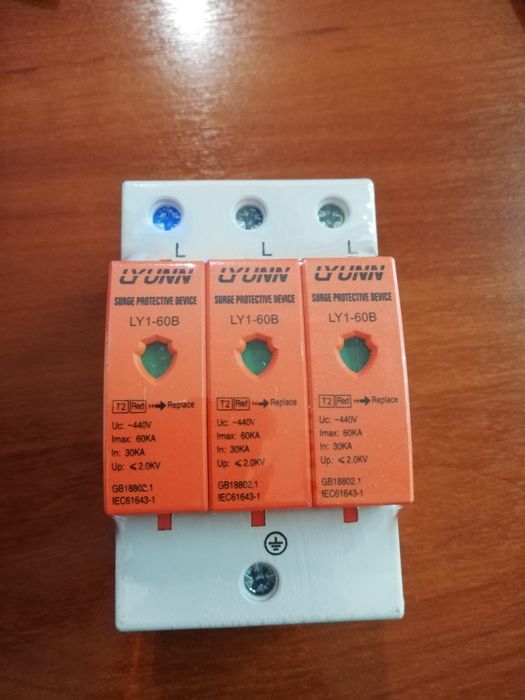 L L L
LYUNN
SURGE PROTECTIVE DEVICE
LY1-60B
T2 Red Replace
Uc: ~440V
Imax: 60KA
In: 30KA
Up: ⩽2.0KV
GB18802.1
IEC61643-1
LYUNN
SURGE PROTECTIVE DEVICE
LY1-60B
T2 Red Replace
Uc: ~440V
Imax: 60KA
In: 30KA
Up: ⩽2.0KV
GB18802.1
IEC61643-1
LYUNN
SURGE PROTECTIVE DEVICE
LY1-60B
T2 Red Replace
Uc: ~440V
Imax: 60KA
In: 30KA
Up: ⩽2.0KV
GB18802.1
IEC61643-1